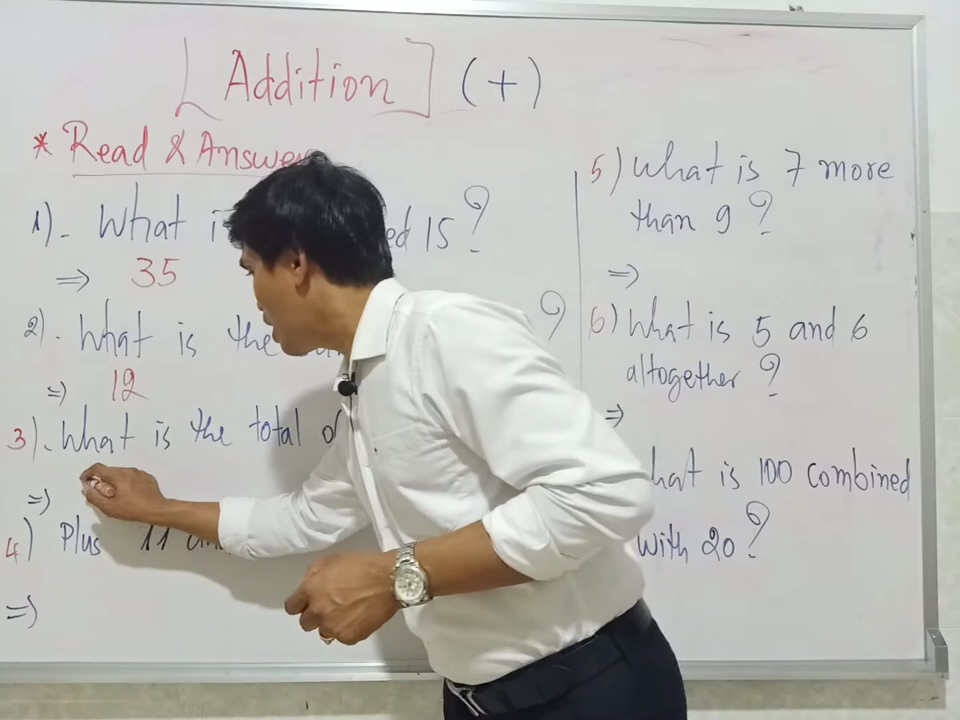 [Addition] (+)
* Read & Answer
1). What ed 15?
⇒ 35
2). What is the ?
⇒ 12
3). What is the total
⇒
4) Plus 11
⇒
5) What is 7 more
than 9?
⇒
6) What is 5 and 6
altogether?
⇒
is 100 combined
with 20?